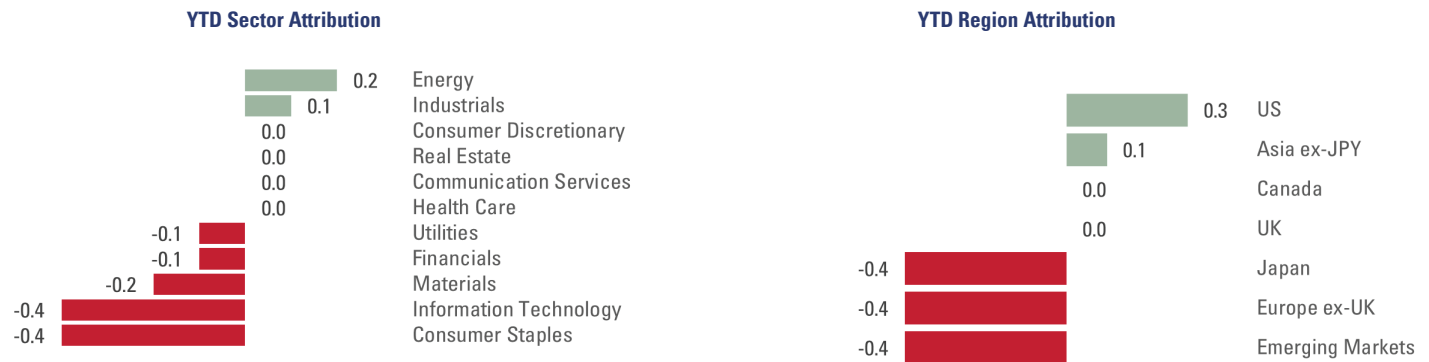 YTD Sector Attribution
0.2 Energy
0.1 Industrials
0.0 Consumer Discretionary
0.0 Real Estate
0.0 Communication Services
0.0 Health Care
-0.1 Utilities
-0.1 Financials
-0.2 Materials
-0.4 Information Technology
-0.4 Consumer Staples
YTD Region Attribution
0.3 US
0.1 Asia ex-JPY
0.0 Canada
0.0 UK
-0.4 Japan
-0.4 Europe ex-UK
-0.4 Emerging Markets